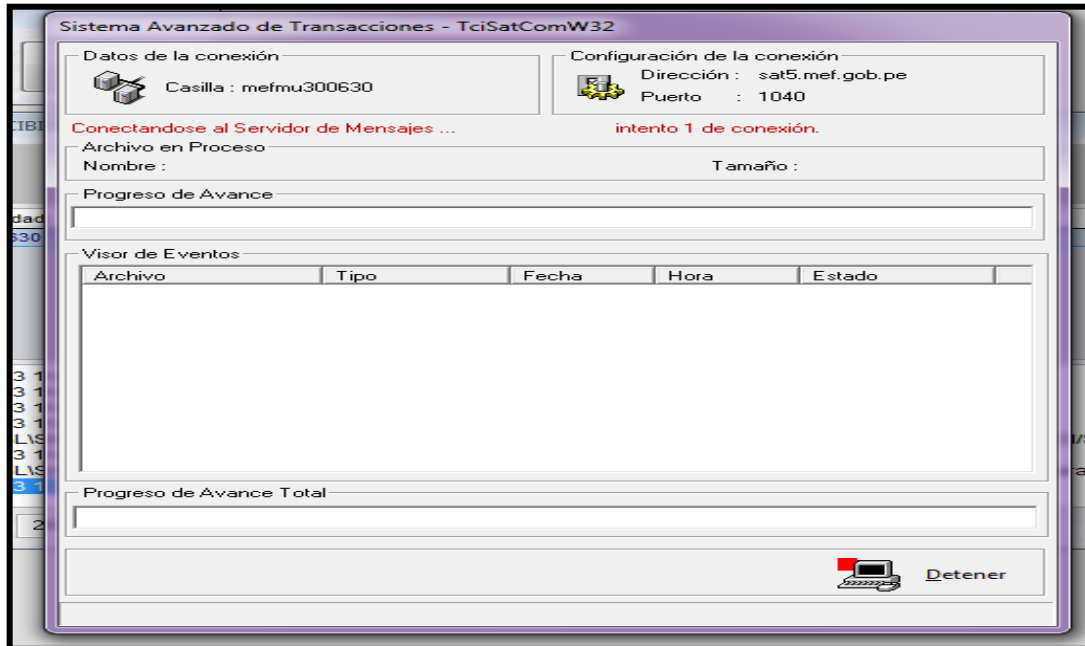 Sistema Avanzado de Transacciones - TciSatComW32
Datos de la conexión
Casilla : mefmu300630
Configuración de la conexión
Dirección : sat5.mef.gob.pe
Puerto : 1040
Conectandose al Servidor de Mensajes ... intento 1 de conexión.
Archivo en Proceso
Nombre : Tamaño :
Progreso de Avance
Visor de Eventos
Archivo Tipo Fecha Hora Estado
Progreso de Avance Total
Detener